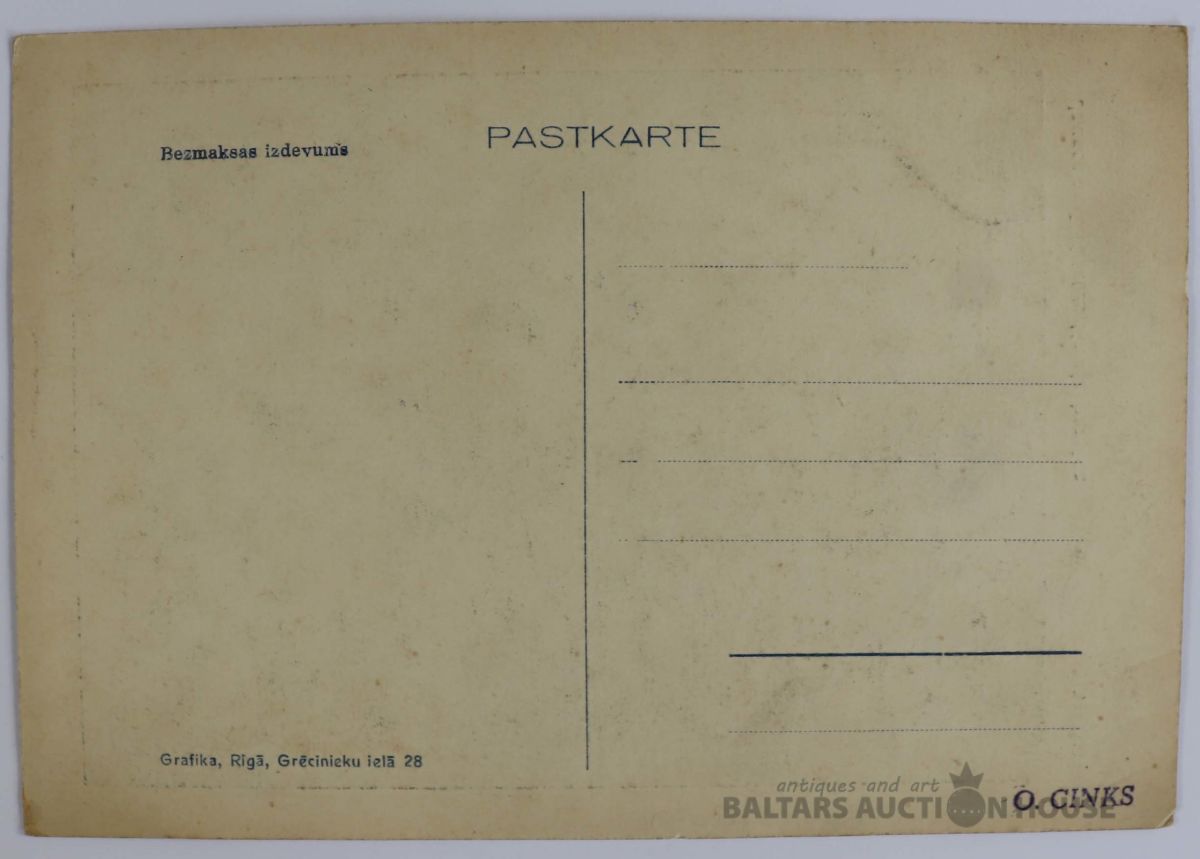 PASTKARTE
Bezmaksas izdevums
Grafika, Rīgā, Grēcinieku ielā 28
antiques and art
BALTARS AUCTION HOUSE
O. CINKS